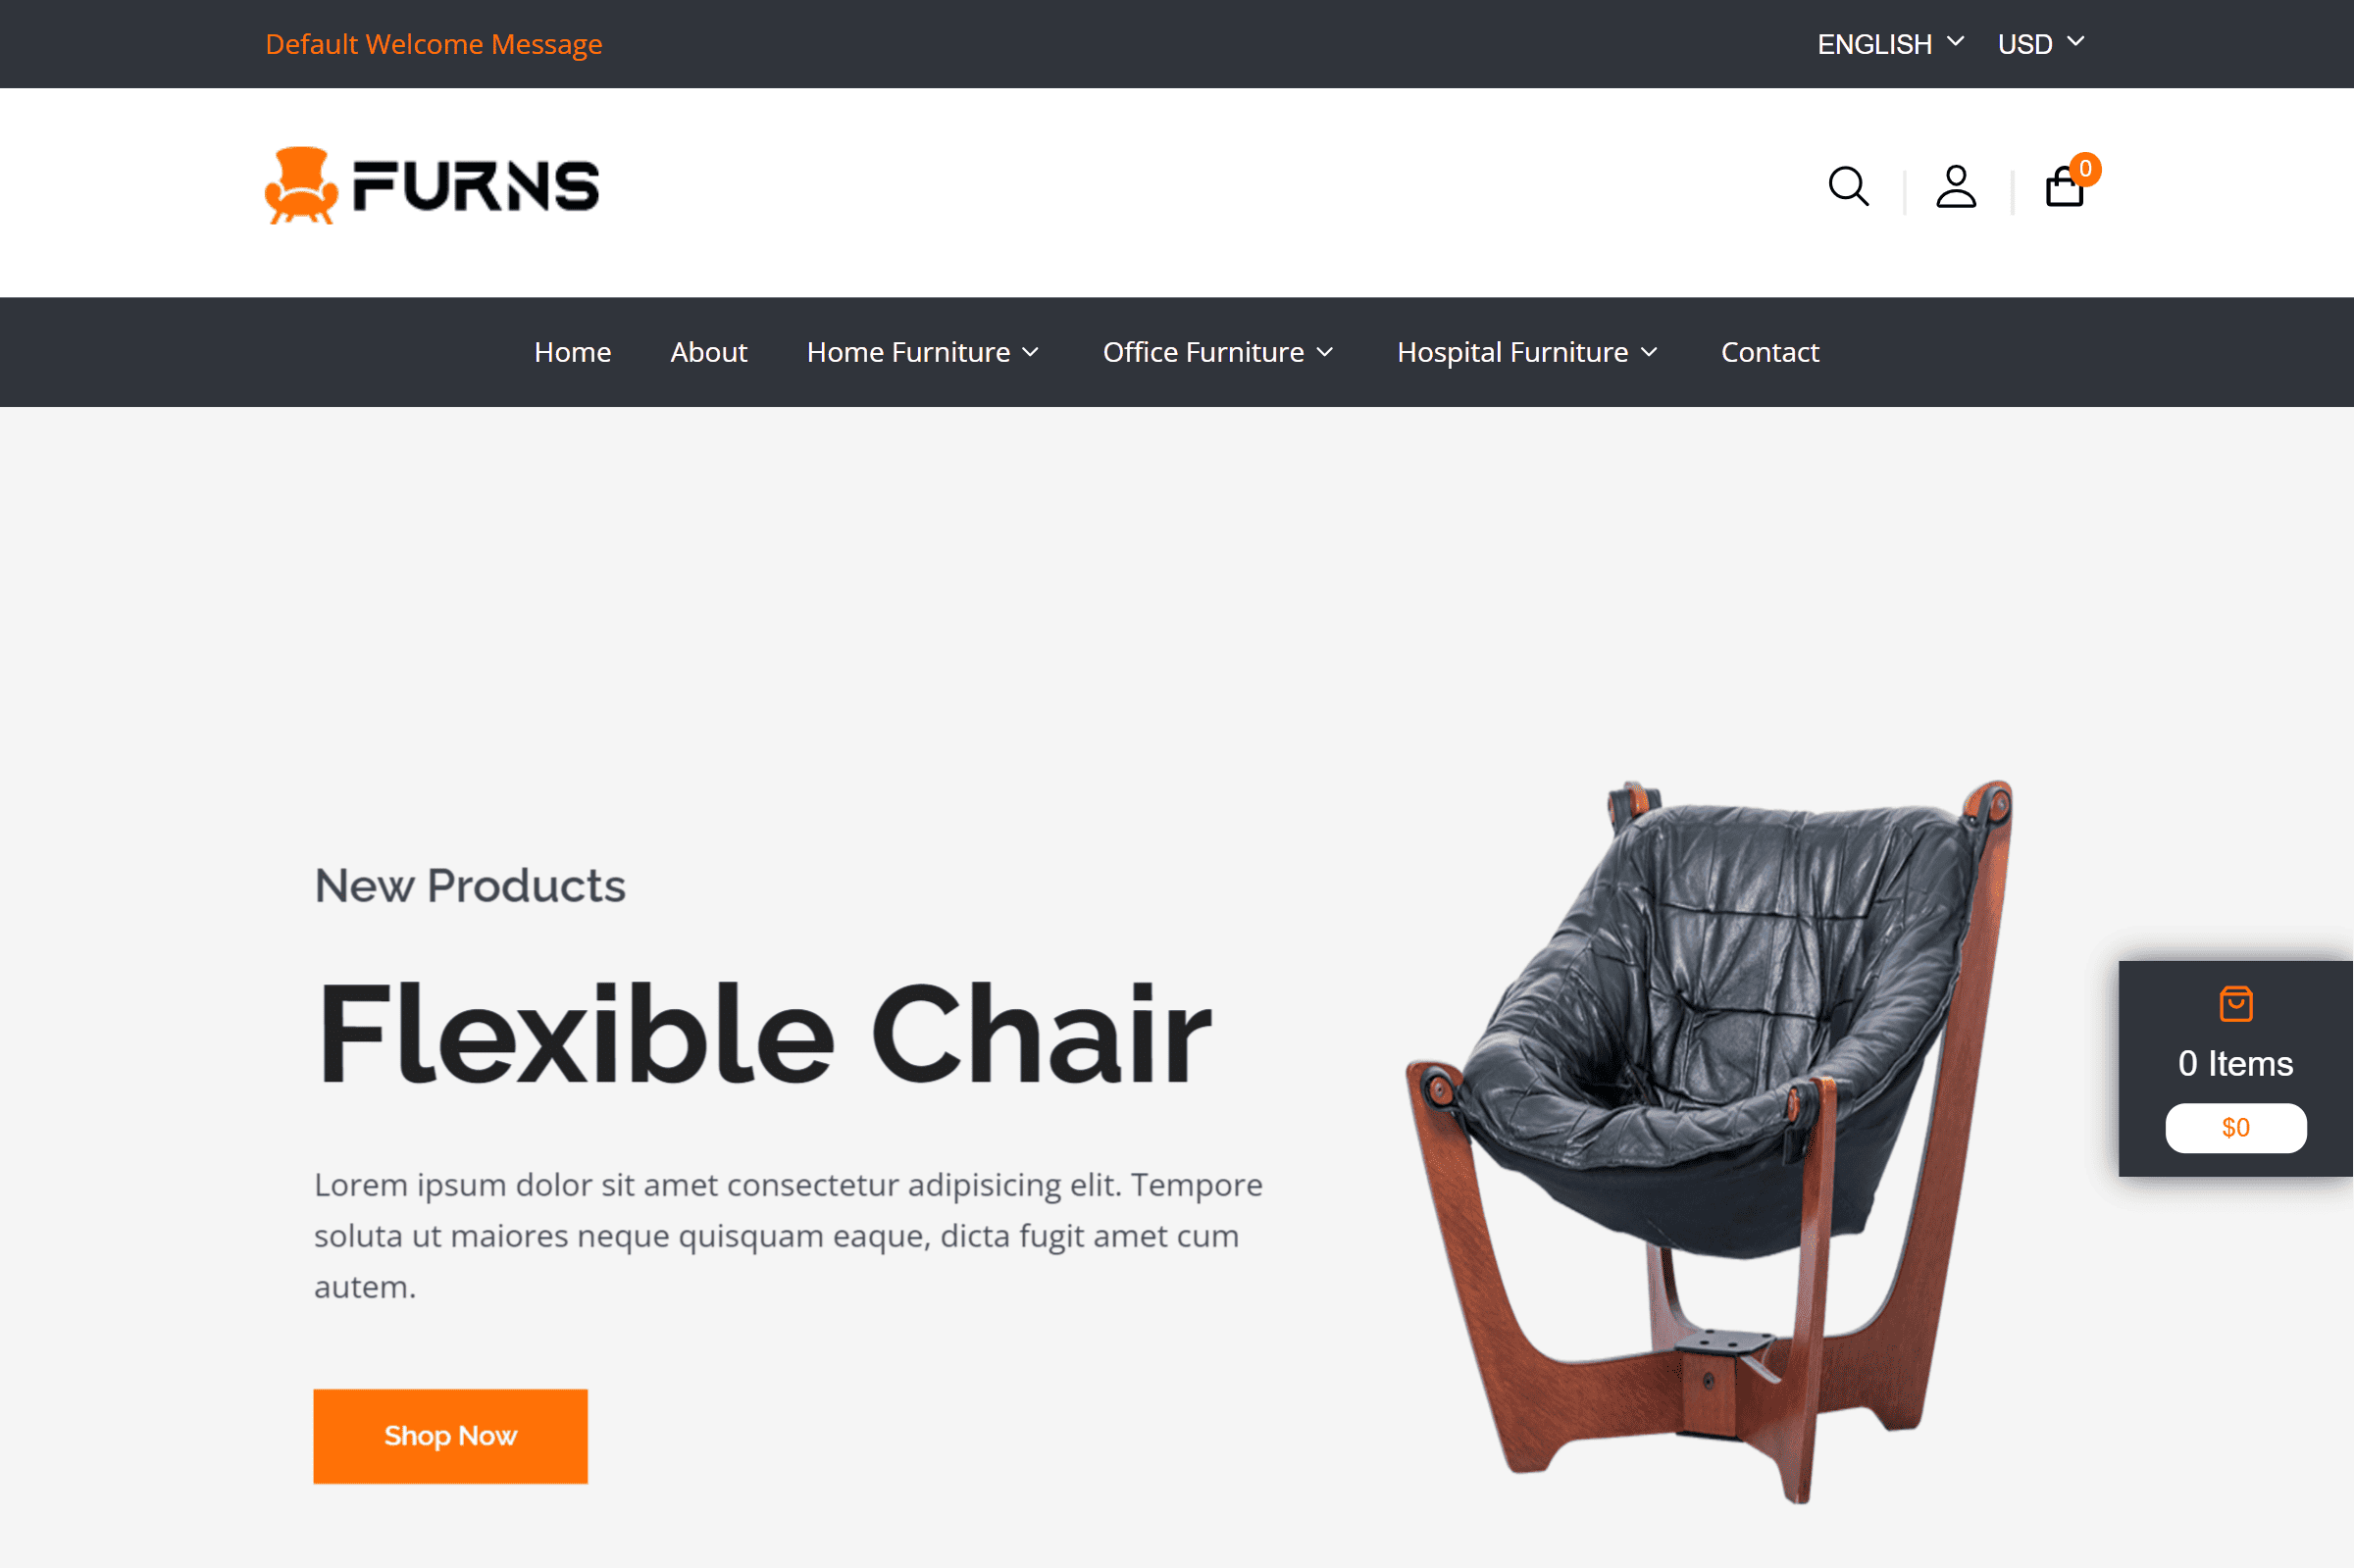 Default Welcome Message
ENGLISH USD
FURNS
0
Home About Home Furniture Office Furniture Hospital Furniture Contact
New Products
Flexible Chair
Lorem ipsum dolor sit amet consectetur adipisicing elit. Tempore
soluta ut maiores neque quisquam eaque, dicta fugit amet cum
autem.
Shop Now
0 Items
$0